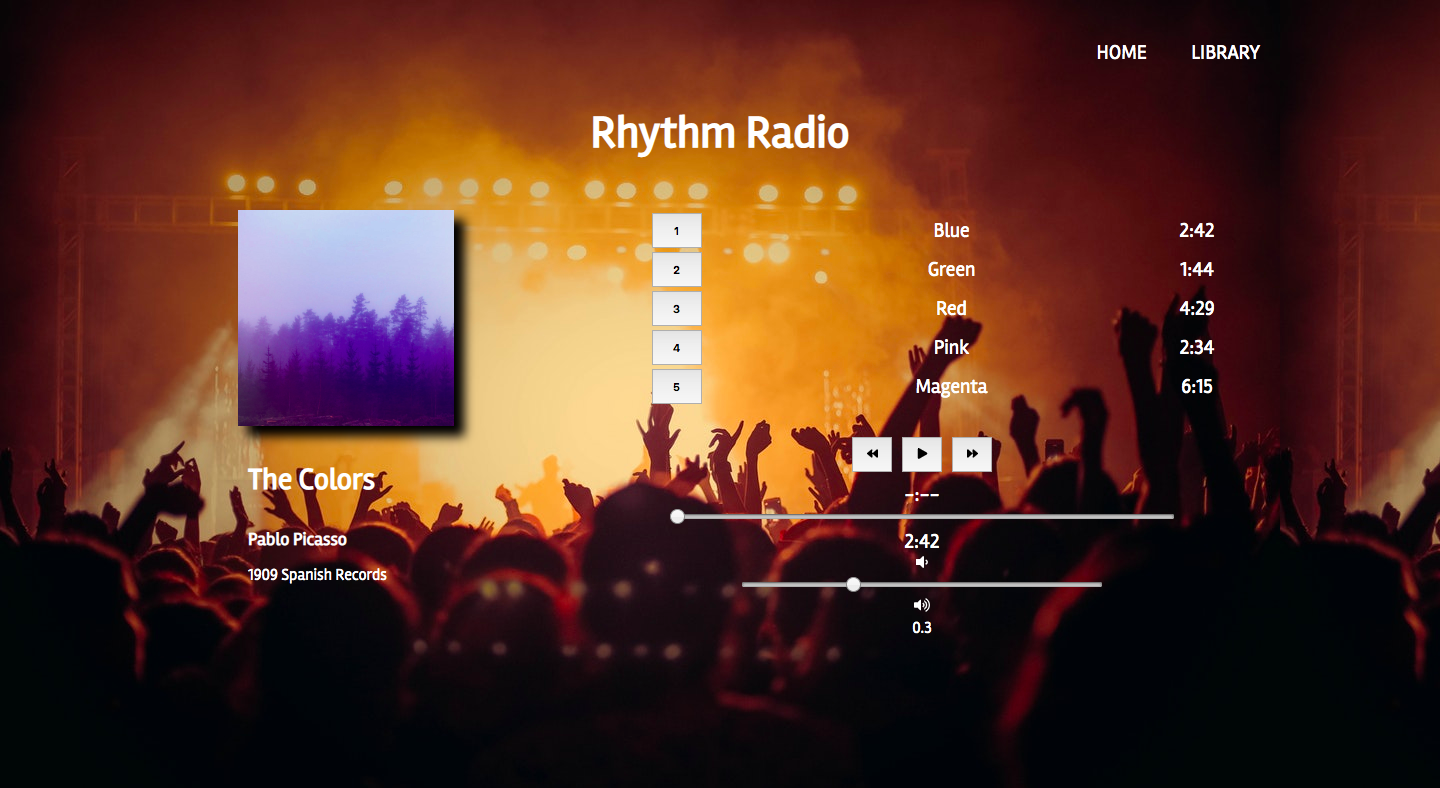 HOME LIBRARY
Rhythm Radio
1 Blue 2:42
2 Green 1:44
3 Red 4:29
4 Pink 2:34
5 Magenta 6:15
-:--
2:42
0.3
The Colors
Pablo Picasso
1909 Spanish Records